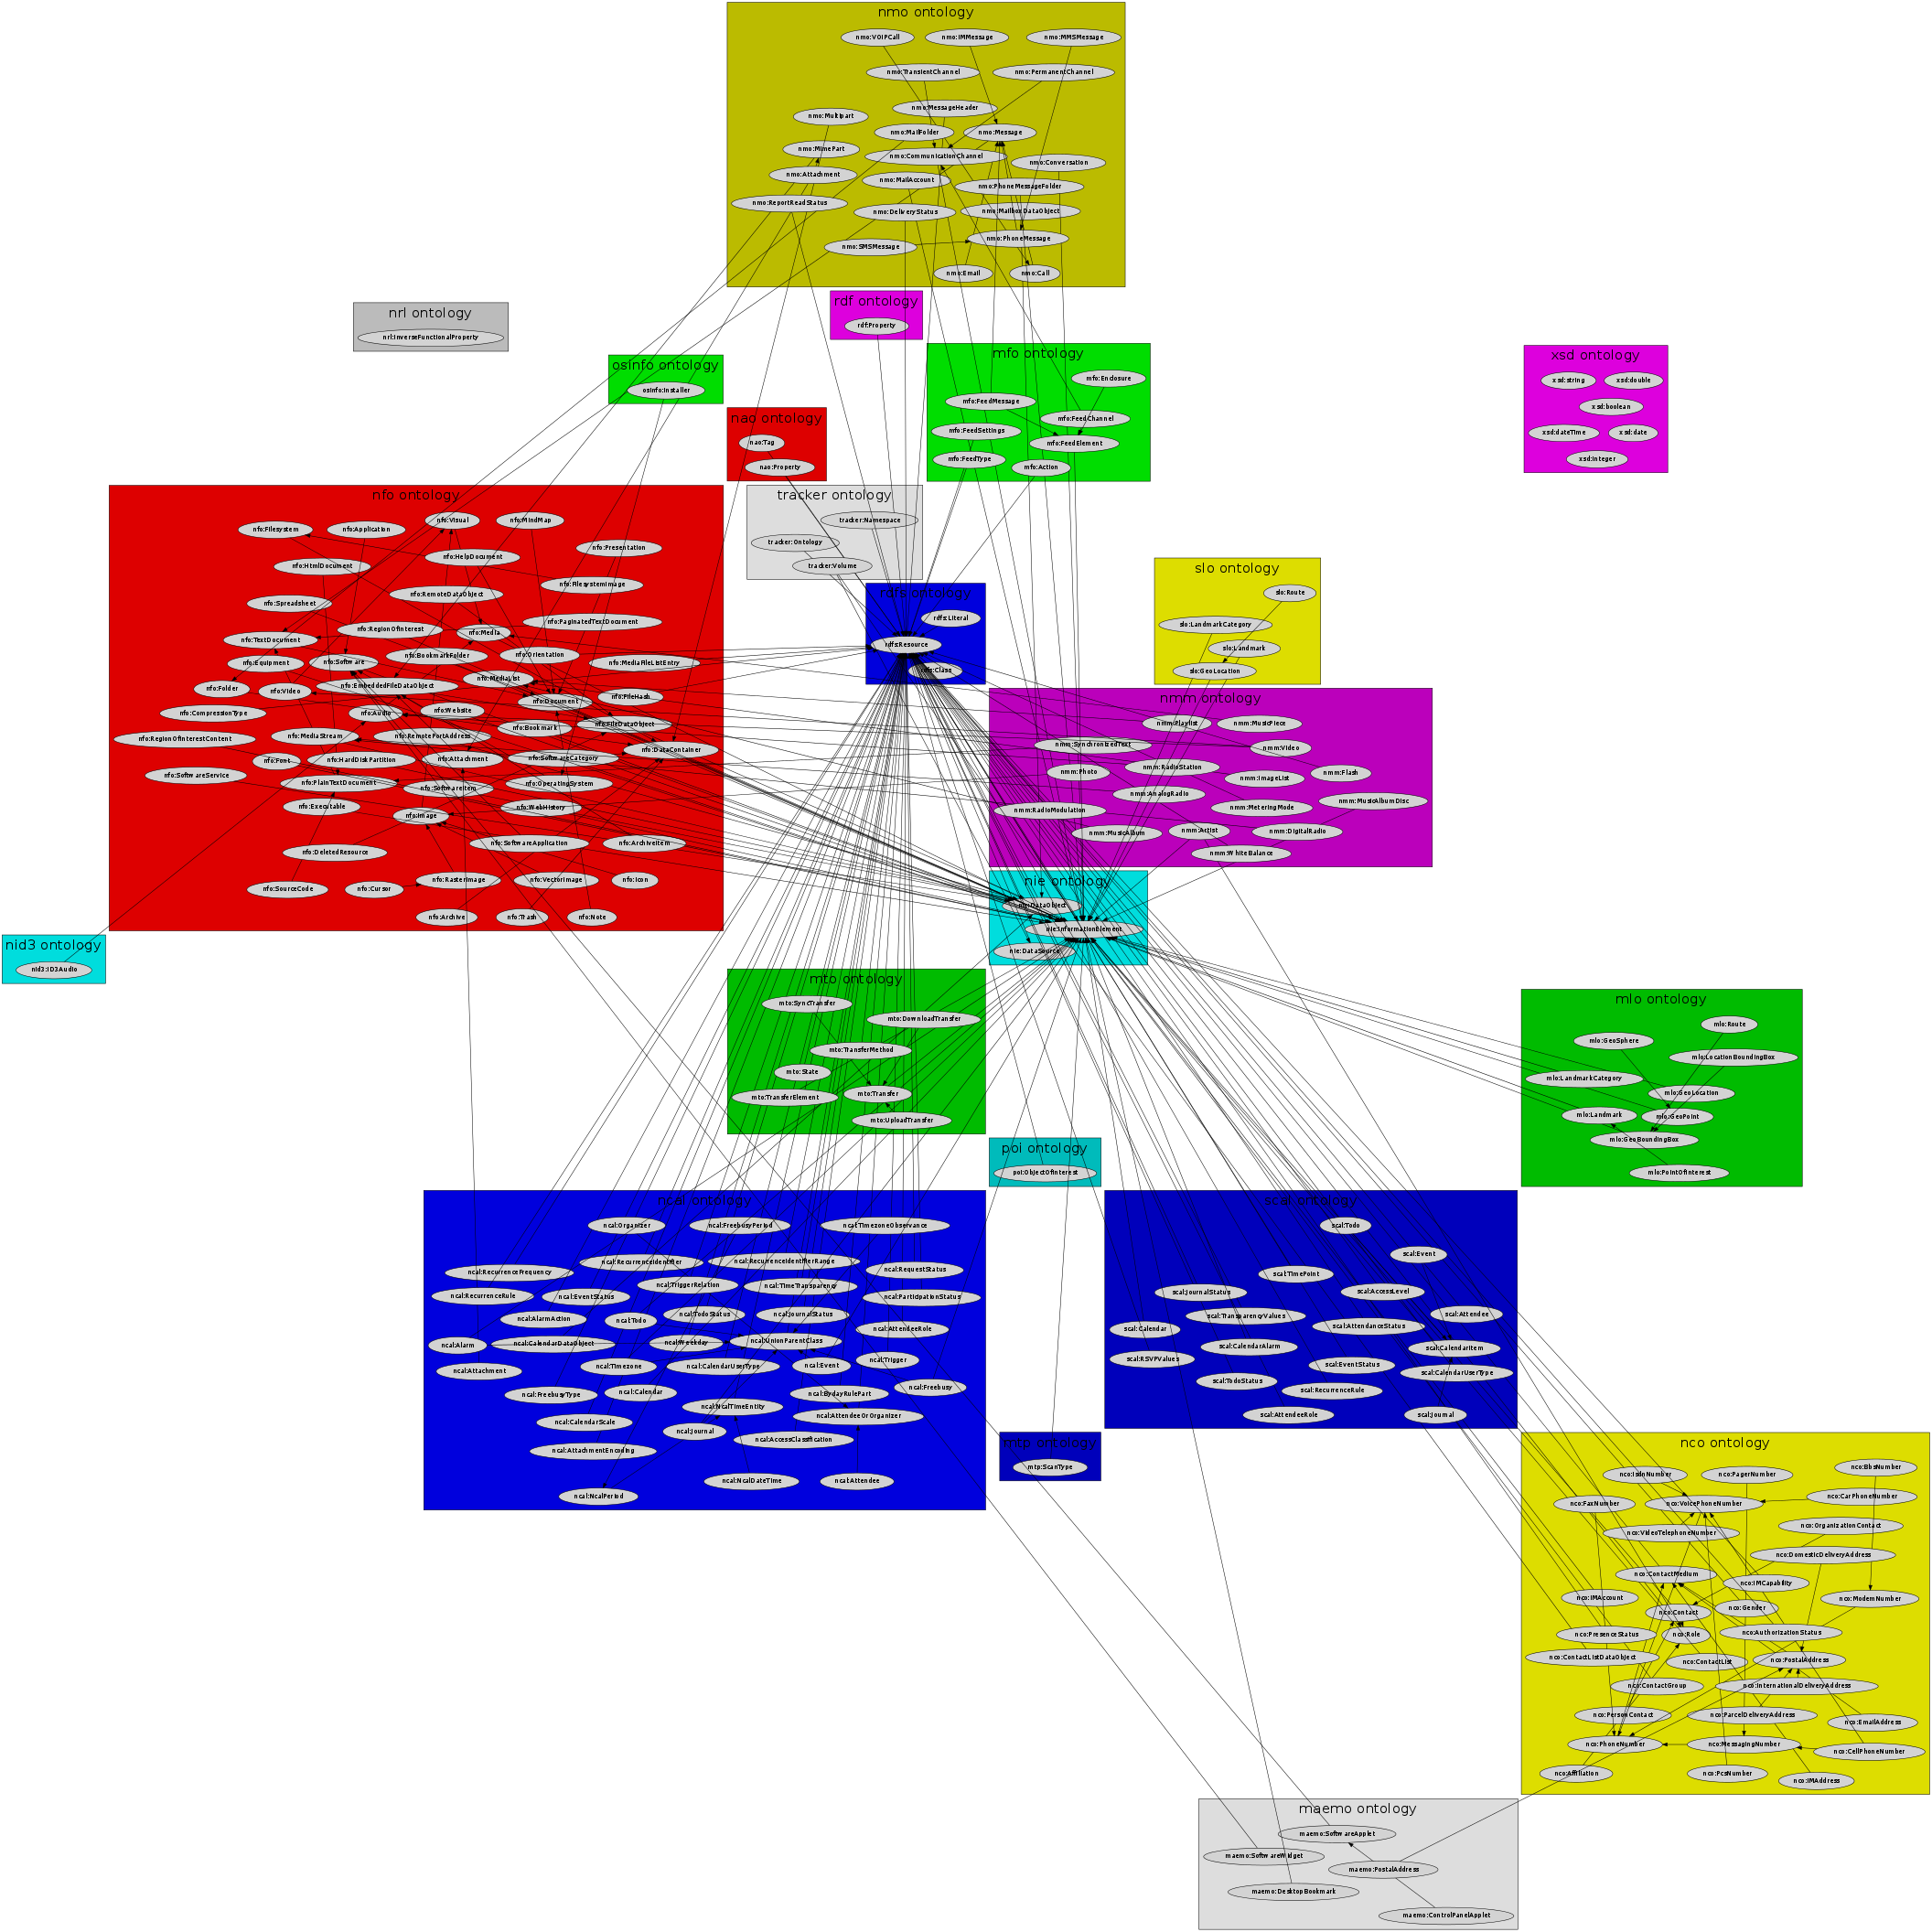 nmo ontology
nmo:VOIPCall
nmo:IMMessage
nmo:MMSMessage
nmo:TransientChannel
nmo:PermanentChannel
nmo:MessageHeader
nmo:Multipart
nmo:MailFolder
nmo:Message
nmo:MimePart
nmo:CommunicationChannel
nmo:Conversation
nmo:Attachment
nmo:MailAccount
nmo:PhoneMessageFolder
nmo:ReportReadStatus
nmo:DeliveryStatus
nmo:MailboxDataObject
nmo:PhoneMessage
nmo:SMSMessage
nmo:Email
nmo:Call
nrl ontology
nrl:InverseFunctionalProperty
rdf ontology
rdf:Property
osinfo ontology
osinfo:Installer
mfo ontology
mfo:Enclosure
mfo:FeedMessage
mfo:FeedChannel
mfo:FeedSettings
mfo:FeedElement
mfo:FeedType
mfo:Action
xsd ontology
xsd:string
xsd:double
xsd:boolean
xsd:dateTime
xsd:date
xsd:integer
nao ontology
nao:Tag
nao:Property
tracker ontology
tracker:Namespace
tracker:Ontology
tracker:Volume
nfo ontology
nfo:Filesystem
nfo:Application
nfo:Visual
nfo:MindMap
nfo:HelpDocument
nfo:Presentation
nfo:HtmlDocument
nfo:FilesystemImage
nfo:RemoteDataObject
nfo:Spreadsheet
nfo:PaginatedTextDocument
nfo:RegionOfInterest
nfo:Media
nfo:TextDocument
nfo:BookmarkFolder
nfo:Orientation
nfo:Equipment
nfo:Software
nfo:MediaFileListEntry
nfo:MediaList
nfo:Folder
nfo:Video
nfo:EmbeddedFileDataObject
nfo:FileHash
nfo:Document
nfo:CompressionType
nfo:Audio
nfo:Website
nfo:FileDataObject
nfo:Bookmark
nfo:RegionOfInterestContent
nfo:MediaStream
nfo:RemotePortAddress
nfo:DataContainer
nfo:Font
nfo:HardDiskPartition
nfo:Attachment
nfo:SoftwareCategory
nfo:SoftwareService
nfo:PlainTextDocument
nfo:SoftwareItem
nfo:OperatingSystem
nfo:Executable
nfo:WebHistory
nfo:Image
nfo:SoftwareApplication
nfo:ArchiveItem
nfo:DeletedResource
nfo:SourceCode
nfo:Cursor
nfo:RasterImage
nfo:VectorImage
nfo:Icon
nfo:Archive
nfo:Trash
nfo:Note
rdfs ontology
rdfs:Literal
rdfs:Resource
rdfs:Class
slo ontology
slo:Route
slo:LandmarkCategory
slo:Landmark
slo:GeoLocation
nmm ontology
nmm:Playlist
nmm:MusicPiece
nmm:SynchronizedText
nmm:Video
nmm:RadioStation
nmm:Photo
nmm:ImageList
nmm:Flash
nmm:AnalogRadio
nmm:MusicAlbumDisc
nmm:RadioModulation
nmm:MeteringMode
nmm:MusicAlbum
nmm:Artist
nmm:DigitalRadio
nmm:WhiteBalance
nie ontology
nie:DataObject
nie:InformationElement
nie:DataSource
nid3 ontology
nid3:ID3Audio
mto ontology
mto:SyncTransfer
mto:DownloadTransfer
mto:TransferMethod
mto:State
mto:TransferElement
mto:Transfer
mto:UploadTransfer
mlo ontology
mlo:Route
mlo:GeoSphere
mlo:LocationBoundingBox
mlo:LandmarkCategory
mlo:GeoLocation
mlo:Landmark
mlo:GeoPoint
mlo:GeoBoundingBox
mlo:PointOfInterest
poi ontology
poi:ObjectOfInterest
ncal ontology
ncal:Organizer
ncal:FreebusyPeriod
ncal:TimezoneObservance
ncal:RecurrenceIdentifier
ncal:RecurrenceIdentifierRange
ncal:RecurrenceFrequency
ncal:RequestStatus
ncal:TriggerRelation
ncal:TimeTransparency
ncal:RecurrenceRule
ncal:EventStatus
ncal:ParticipationStatus
ncal:AlarmAction
ncal:Todo
ncal:TodoStatus
ncal:JournalStatus
ncal:AttendeeRole
ncal:Alarm
ncal:CalendarDataObject
ncal:Weekday
ncal:UnionParentClass
ncal:Attachment
ncal:Timezone
ncal:CalendarUserType
ncal:Event
ncal:Trigger
ncal:FreebusyType
ncal:Calendar
ncal:BydayRulePart
ncal:Freebusy
ncal:NcalTimeEntity
ncal:CalendarScale
ncal:AttendeeOrOrganizer
ncal:Journal
ncal:AccessClassification
ncal:AttachmentEncoding
ncal:NcalDateTime
ncal:Attendee
ncal:NcalPeriod
scal ontology
scal:Todo
scal:Event
scal:TimePoint
scal:JournalStatus
scal:AccessLevel
scal:TransparencyValues
scal:Attendee
scal:Calendar
scal:AttendanceStatus
scal:CalendarAlarm
scal:CalendarItem
scal:RSVPValues
scal:EventStatus
scal:CalendarUserType
scal:TodoStatus
scal:RecurrenceRule
scal:AttendeeRole
scal:Journal
mtp ontology
mtp:ScanType
nco ontology
nco:IsdnNumber
nco:PagerNumber
nco:BbsNumber
nco:FaxNumber
nco:VoicePhoneNumber
nco:CarPhoneNumber
nco:VideoTelephoneNumber
nco:OrganizationContact
nco:DomesticDeliveryAddress
nco:ContactMedium
nco:IMCapability
nco:IMAccount
nco:ModemNumber
nco:Contact
nco:Gender
nco:PresenceStatus
nco:Role
nco:AuthorizationStatus
nco:ContactListDataObject
nco:ContactList
nco:PostalAddress
nco:ContactGroup
nco:InternationalDeliveryAddress
nco:PersonContact
nco:ParcelDeliveryAddress
nco:EmailAddress
nco:PhoneNumber
nco:MessagingNumber
nco:CellPhoneNumber
nco:Affiliation
nco:PcsNumber
nco:IMAddress
maemo ontology
maemo:SoftwareApplet
maemo:SoftwareWidget
maemo:PostalAddress
maemo:DesktopBookmark
maemo:ControlPanelApplet